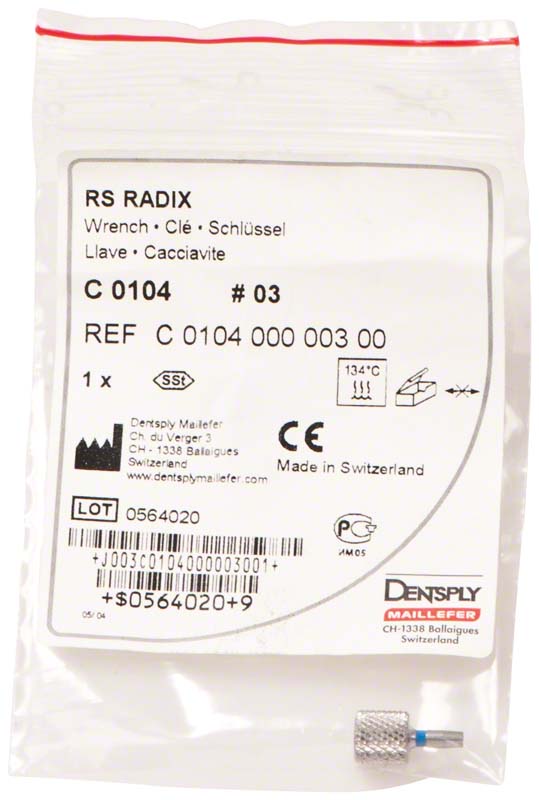 RS RADIX
Wrench • Clé • Schlüssel
Llave • Cacciavite
C 0104 # 03
REF C 0104 000 003 00
1 x SSt
134°C
Dentsply Maillefer
Ch. du Verger 3
CH - 1338 Ballaigues
Switzerland
www.dentsplymaillefer.com
CE
Made in Switzerland
LOT 0564020
РСТ
ИМ05
+J003C0104000003001+
+$0564020+9
05/ 04
DENTSPLY
MAILLEFER
CH-1338 Ballaigues
Switzerland